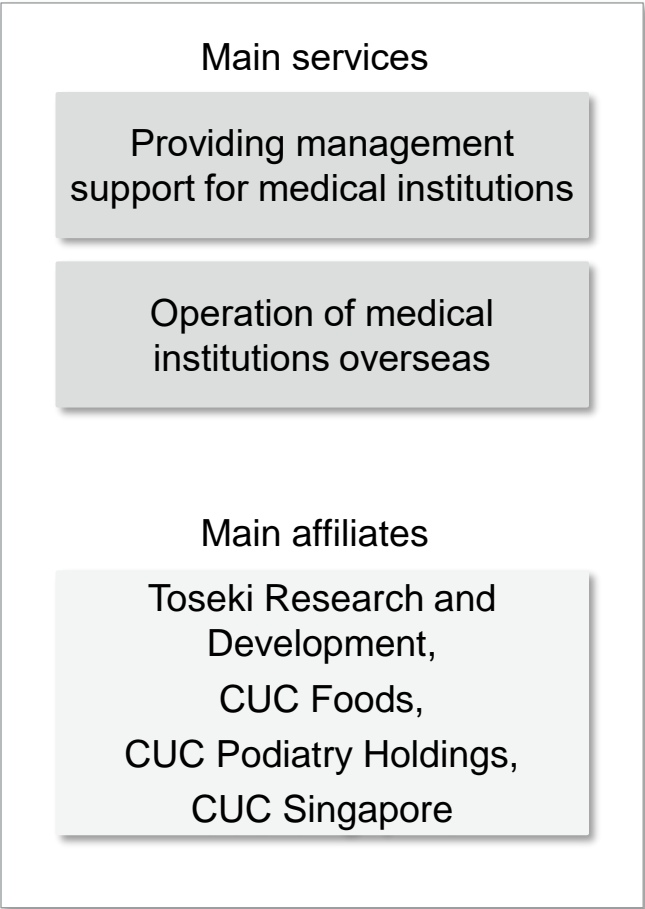 Main services
Providing management
support for medical institutions
Operation of medical
institutions overseas
Main affiliates
Toseki Research and
Development,
CUC Foods,
CUC Podiatry Holdings,
CUC Singapore